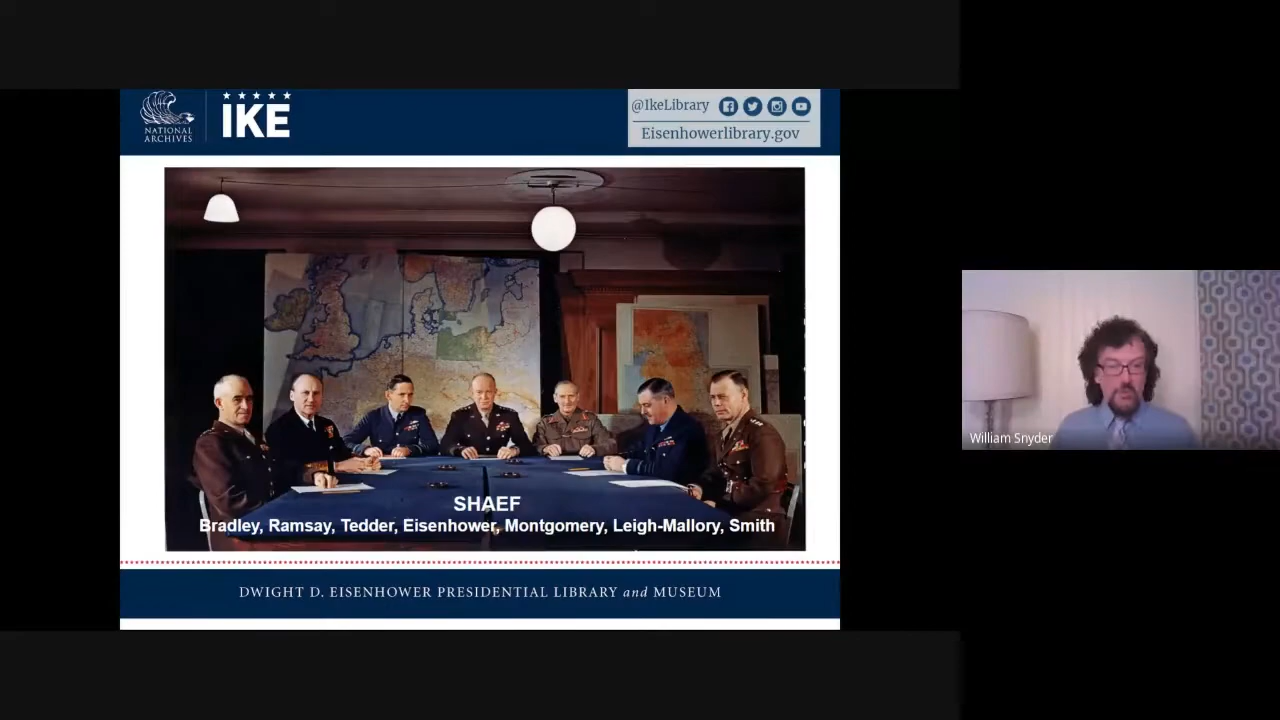 NATIONAL
ARCHIVES
IKE
@IkeLibrary
Eisenhowerlibrary.gov
SHAEF
Bradley, Ramsay, Tedder, Eisenhower, Montgomery, Leigh-Mallory, Smith
DWIGHT D. EISENHOWER PRESIDENTIAL LIBRARY and MUSEUM
William Snyder